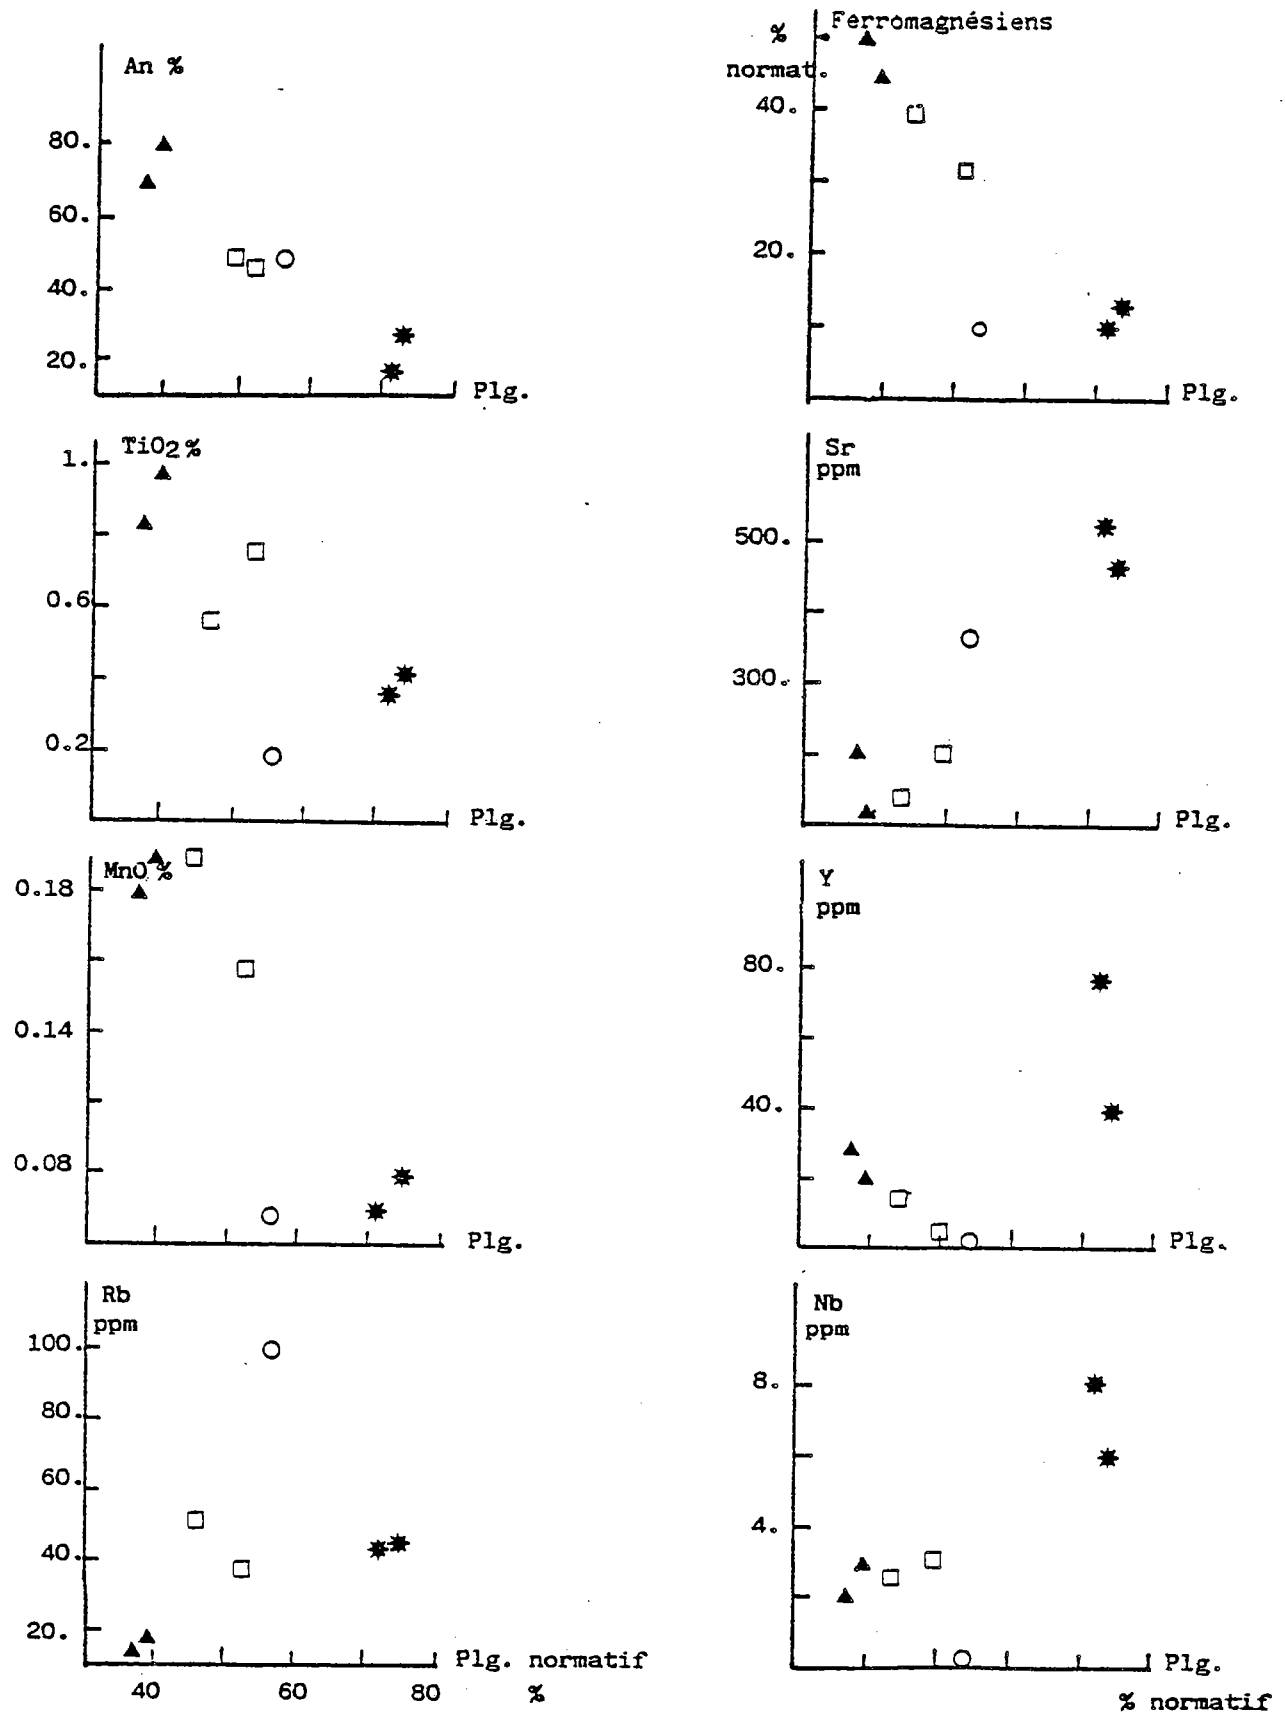 An %
80.
60.
40.
20.
Plg.
Ferromagnésiens
%
normat.
40.
20.
Plg.
TiO2 %
1.
0.6
0.2
Plg.
Sr
ppm
500.
300.
Plg.
MnO %
0.18
0.14
0.08
Plg.
Y
ppm
80.
40.
Plg.
Rb
ppm
100.
80.
60.
40.
20.
Plg. normatif
40 60 80 %
Nb
ppm
8.
4.
Plg.
% normatif